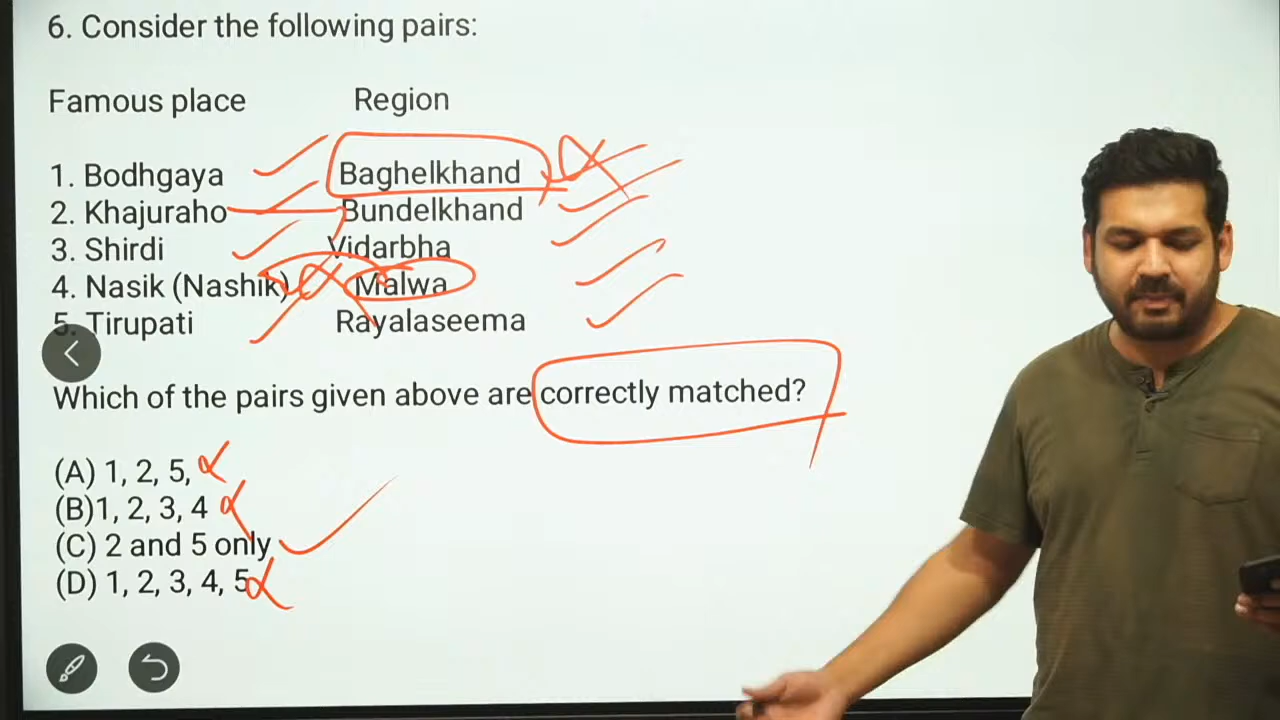 6. Consider the following pairs:
Famous place Region
1. Bodhgaya Baghelkhand
2. Khajuraho Bundelkhand
3. Shirdi Vidarbha
4. Nasik (Nashik) Malwa
5. Tirupati Rayalaseema
Which of the pairs given above are correctly matched?
(A) 1, 2, 5,
(B)1, 2, 3, 4
(C) 2 and 5 only
(D) 1, 2, 3, 4, 5